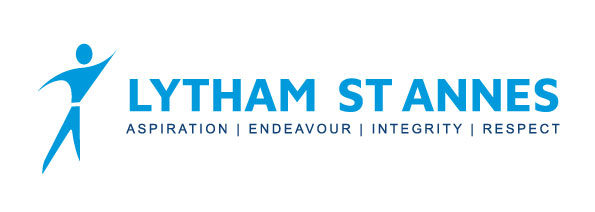 LYTHAM ST ANNES
ASPIRATION | ENDEAVOUR | INTEGRITY | RESPECT